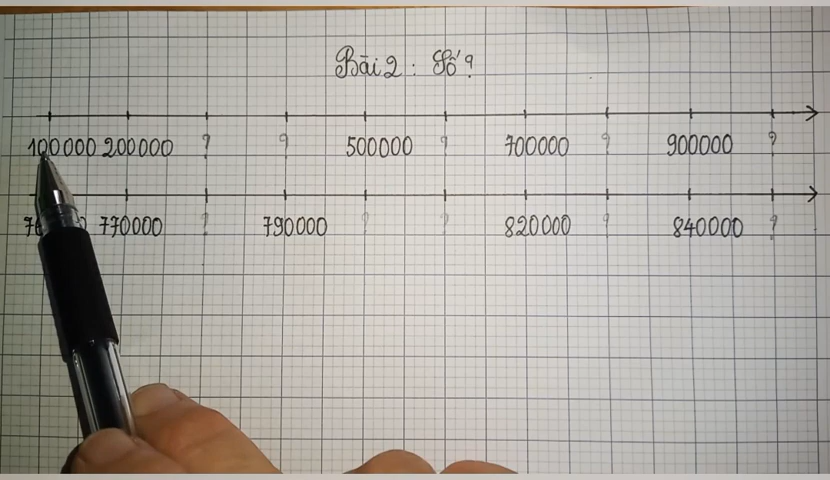 Bài 2 : Số ?
100000 200000 ? ? 500000 ? 700000 ? 900000 ?
770000 ? 790000 ? ? 820000 ? 840000 ?